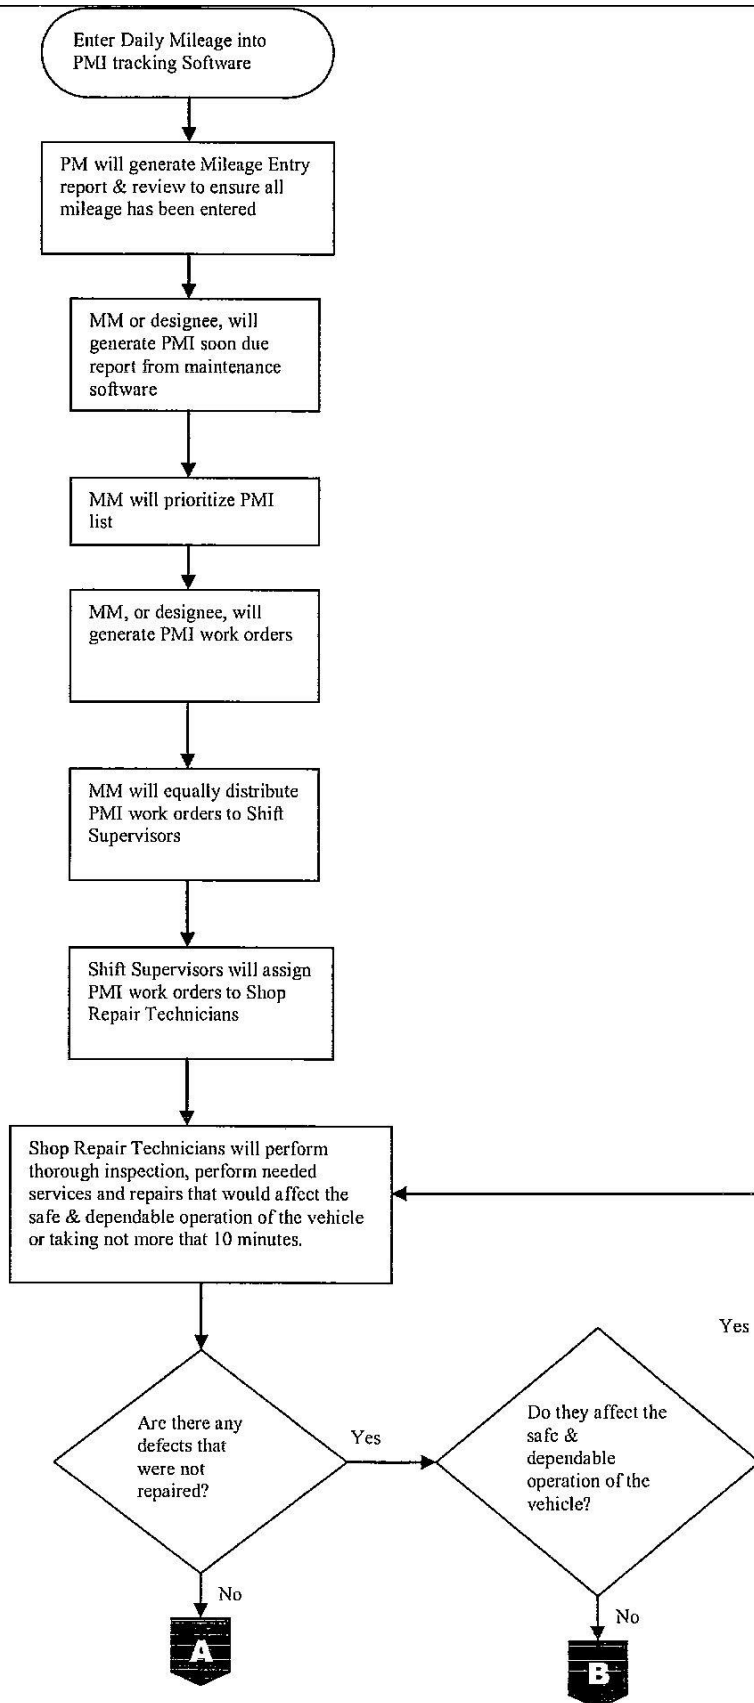 Enter Daily Mileage into
PMI tracking Software
PM will generate Mileage Entry
report & review to ensure all
mileage has been entered
MM or designee, will
generate PMI soon due
report from maintenance
software
MM will prioritize PMI
list
MM, or designee, will
generate PMI work orders
MM will equally distribute
PMI work orders to Shift
Supervisors
Shift Supervisors will assign
PMI work orders to Shop
Repair Technicians
Shop Repair Technicians will perform
thorough inspection, perform needed
services and repairs that would affect the
safe & dependable operation of the vehicle
or taking not more that 10 minutes.
Are there any
defects that
were not
repaired?
Yes
Do they affect the
safe &
dependable
operation of the
vehicle?
Yes
No
A
No
B